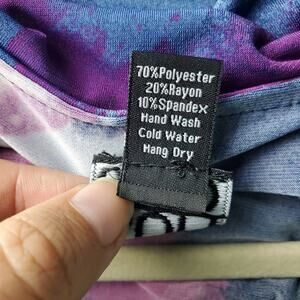 70%Polyester
20%Rayon
10%Spandex
Hand Wash
Cold Water
Hang Dry